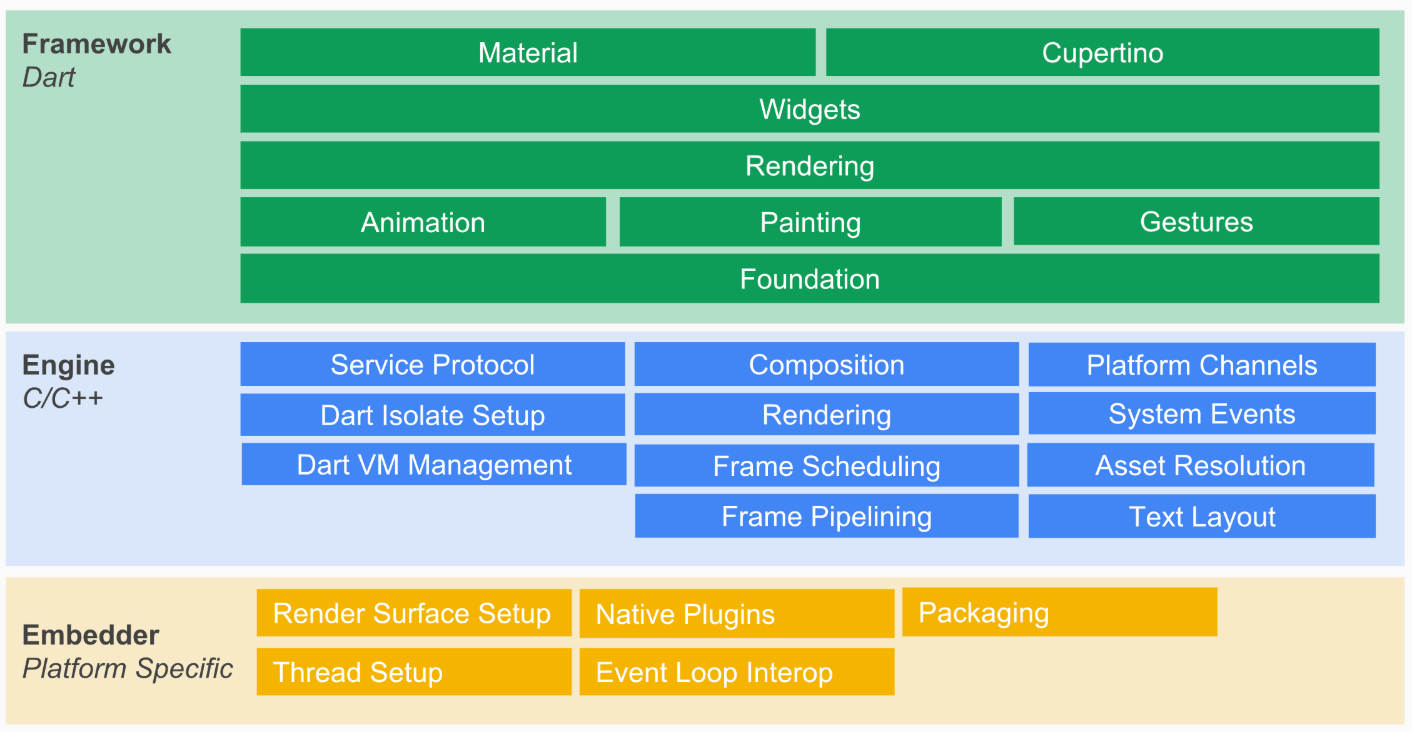 Framework
Dart
Material
Cupertino
Widgets
Rendering
Animation
Painting
Gestures
Foundation
Engine
C/C++
Service Protocol
Composition
Platform Channels
Dart Isolate Setup
Rendering
System Events
Dart VM Management
Frame Scheduling
Asset Resolution
Frame Pipelining
Text Layout
Embedder
Platform Specific
Render Surface Setup
Native Plugins
Packaging
Thread Setup
Event Loop Interop